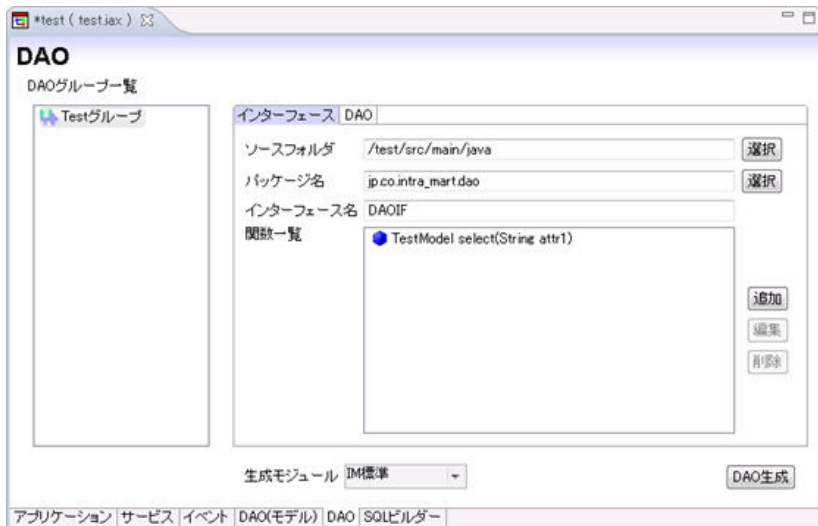 *test ( test.jax )
DAO
DAOグループ一覧
Testグループ
インターフェース DAO
ソースフォルダ /test/src/main/java 選択
パッケージ名 jp.co.intra_mart.dao 選択
インターフェース名 DAOIF
関数一覧 TestModel select(String attr1)
追加
編集
削除
生成モジュール IM標準 DAO生成
アプリケーション サービス イベント DAO(モデル) DAO SQLビルダー